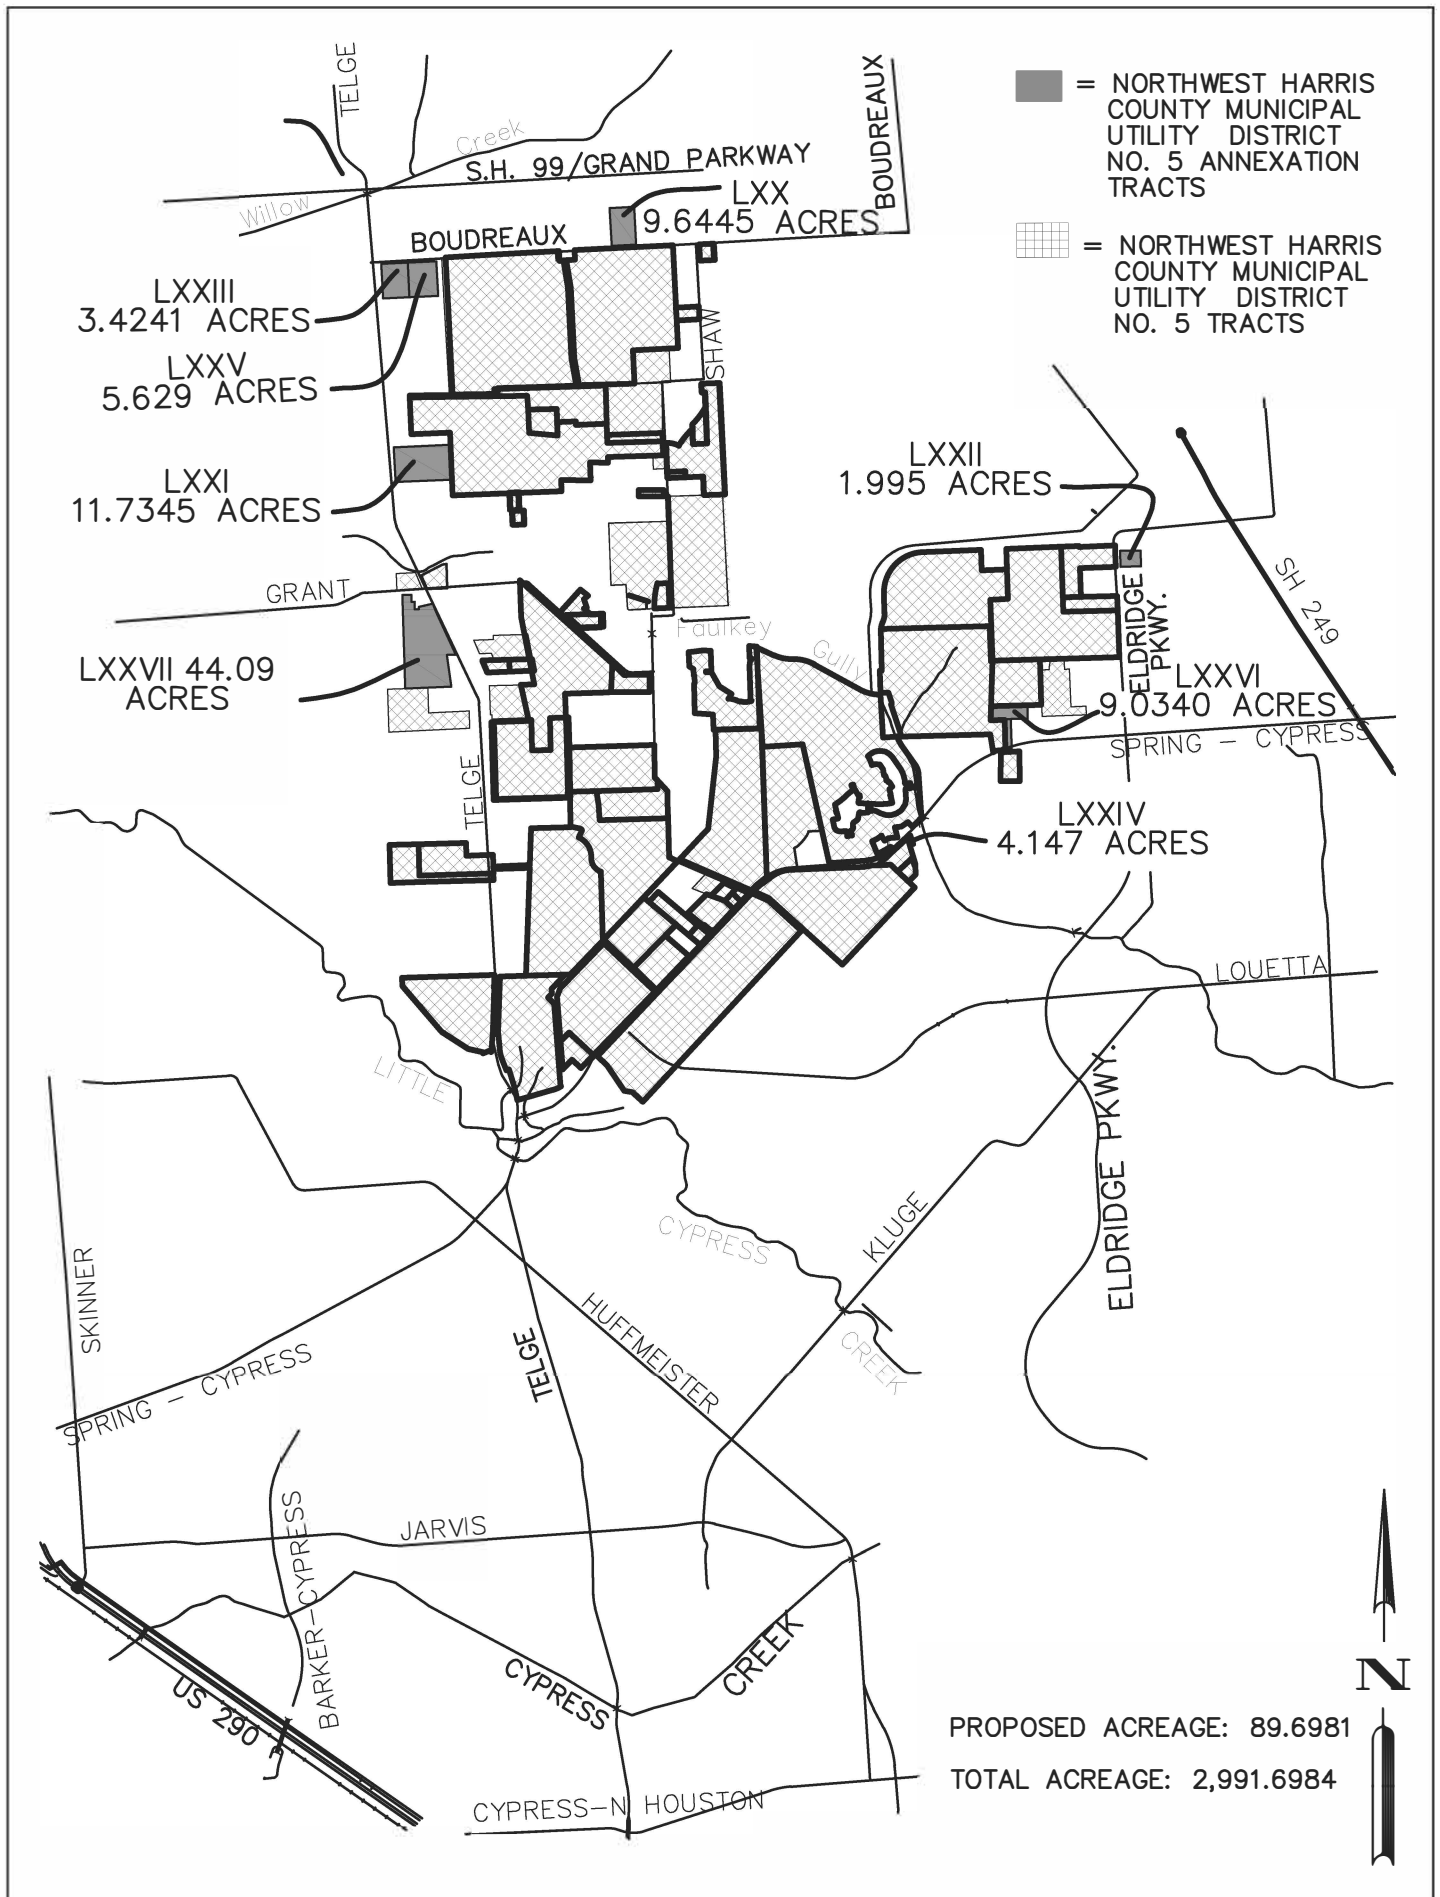 TELGE
Creek
S.H. 99/GRAND PARKWAY
Willow
BOUDREAUX
= NORTHWEST HARRIS
COUNTY MUNICIPAL
UTILITY DISTRICT
NO. 5 ANNEXATION
TRACTS
LXX
9.6445 ACRES
BOUDREAUX
= NORTHWEST HARRIS
COUNTY MUNICIPAL
UTILITY DISTRICT
NO. 5 TRACTS
LXXIII
3.4241 ACRES
SHAW
LXXV
5.629 ACRES
LXXII
1.995 ACRES
LXXI
11.7345 ACRES
SH 249
GRANT
ELDRIDGE
PKWY.
Faulkey
Gully
LXXVII 44.09
ACRES
LXXVI
9.0340 ACRES
SPRING - CYPRESS
TELGE
LXXIV
4.147 ACRES
LOUETTA
LITTLE
ELDRIDGE PKWY.
CYPRESS
CREEK
KLUGE
SKINNER
HUFFMEISTER
TELGE
SPRING - CYPRESS
BARKER-CYPRESS
JARVIS
CYPRESS
CREEK
US 290
N
PROPOSED ACREAGE: 89.6981
TOTAL ACREAGE: 2,991.6984
CYPRESS-N HOUSTON